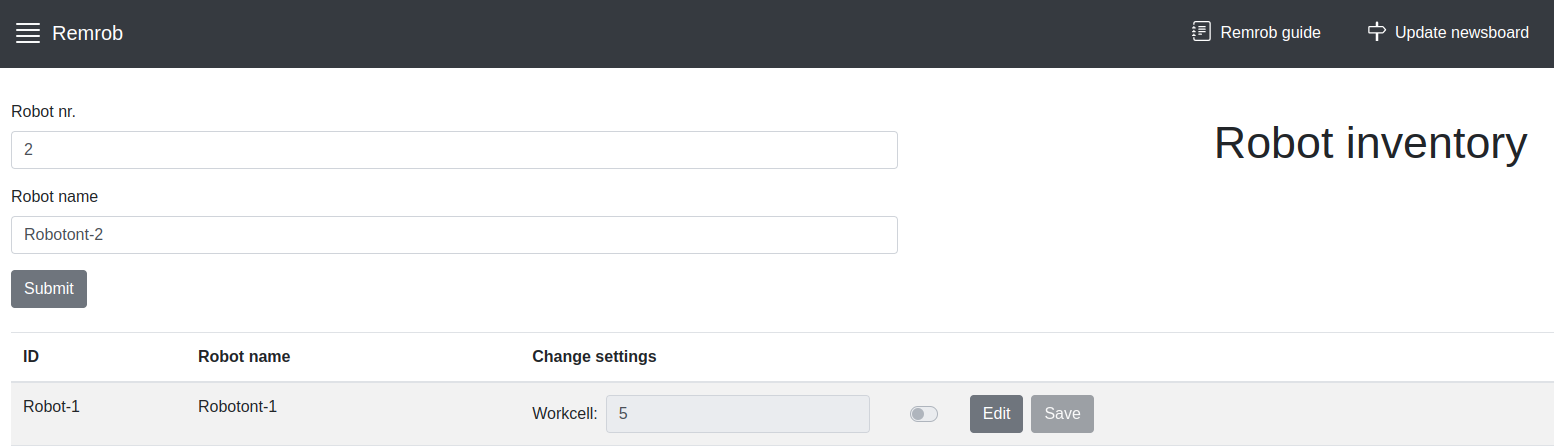 Remrob Remrob guide Update newsboard
Robot nr.
2
Robot inventory
Robot name
Robotont-2
Submit
ID Robot name Change settings
Robot-1 Robotont-1 Workcell: 5 Edit Save